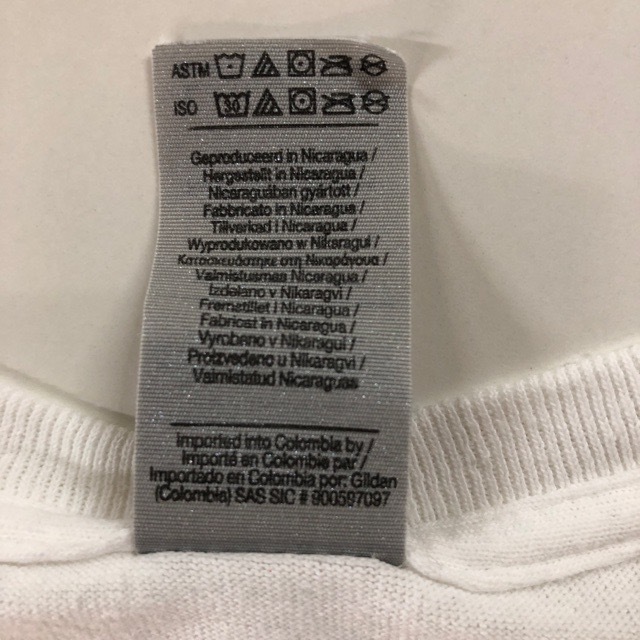 ASTM
ISO 30
Geproduceerd in Nicaragua /
Hergestellt in Nicaragua /
Nicaraguában gyártott /
Fabbricato in Nicaragua /
Tillverkad i Nicaragua /
Wyprodukowano w Nikaragui /
Κατασκευάστηκε στη Νικαράγουα /
Valmistusmaa Nicaragua /
Izdelano v Nikaragvi /
Fremstillet i Nicaragua /
Fabricat în Nicaragua /
Vyrobeno v Nikaragui /
Proizvedeno u Nikaragvi /
Valmistatud Nicaraguas
Imported into Colombia by /
Importé en Colombie par /
Importado en Colombia por: Gildan
(Colombia) SAS SIC # 900597097